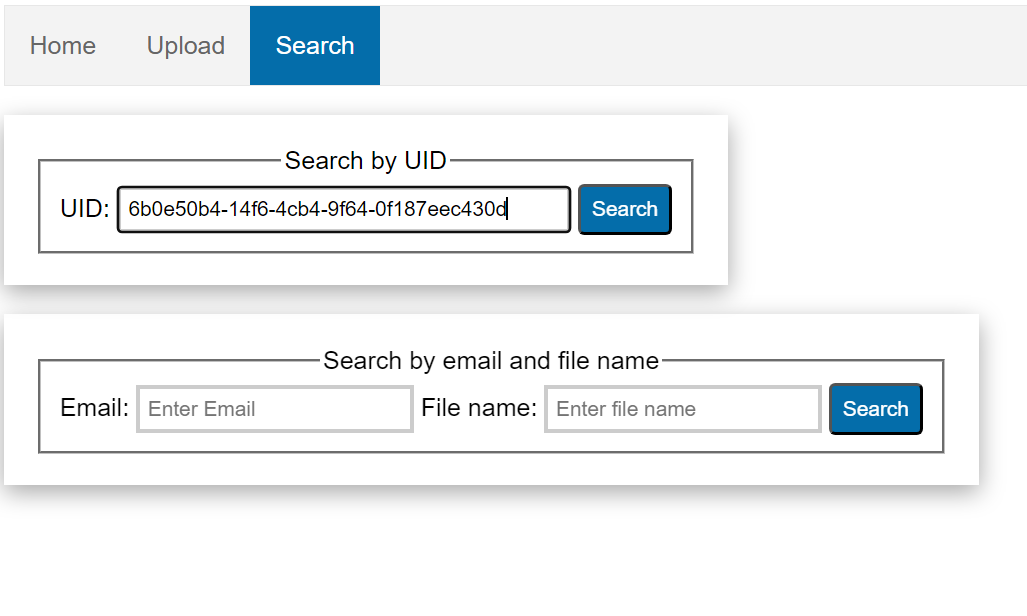 Home Upload Search
Search by UID
UID: 6b0e50b4-14f6-4cb4-9f64-0f187eec430d Search
Search by email and file name
Email: Enter Email File name: Enter file name Search